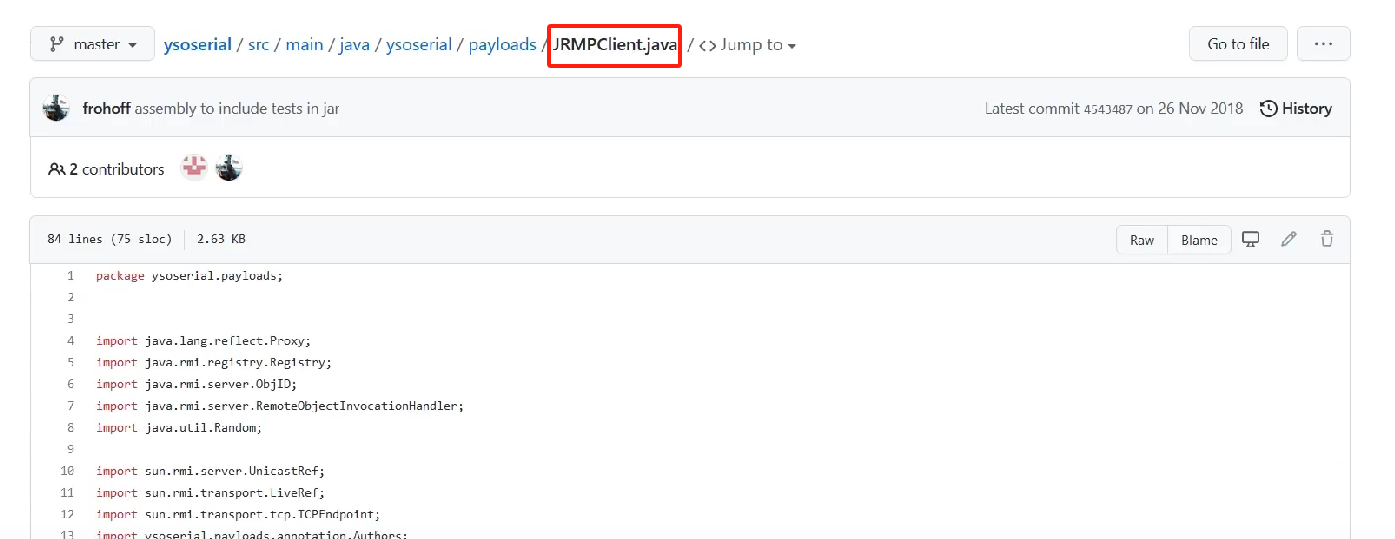 master ysoserial / src / main / java / ysoserial / payloads / JRMPClient.java / <> Jump to Go to file ...
frohoff assembly to include tests in jar Latest commit 4543487 on 26 Nov 2018 History
2 contributors
84 lines (75 sloc) 2.63 KB Raw Blame
1 package ysoserial.payloads;
2
3
4 import java.lang.reflect.Proxy;
5 import java.rmi.registry.Registry;
6 import java.rmi.server.ObjID;
7 import java.rmi.server.RemoteObjectInvocationHandler;
8 import java.util.Random;
9
10 import sun.rmi.server.UnicastRef;
11 import sun.rmi.transport.LiveRef;
12 import sun.rmi.transport.tcp.TCPEndpoint;
13 import ysoserial.payloads.annotation.Authors;